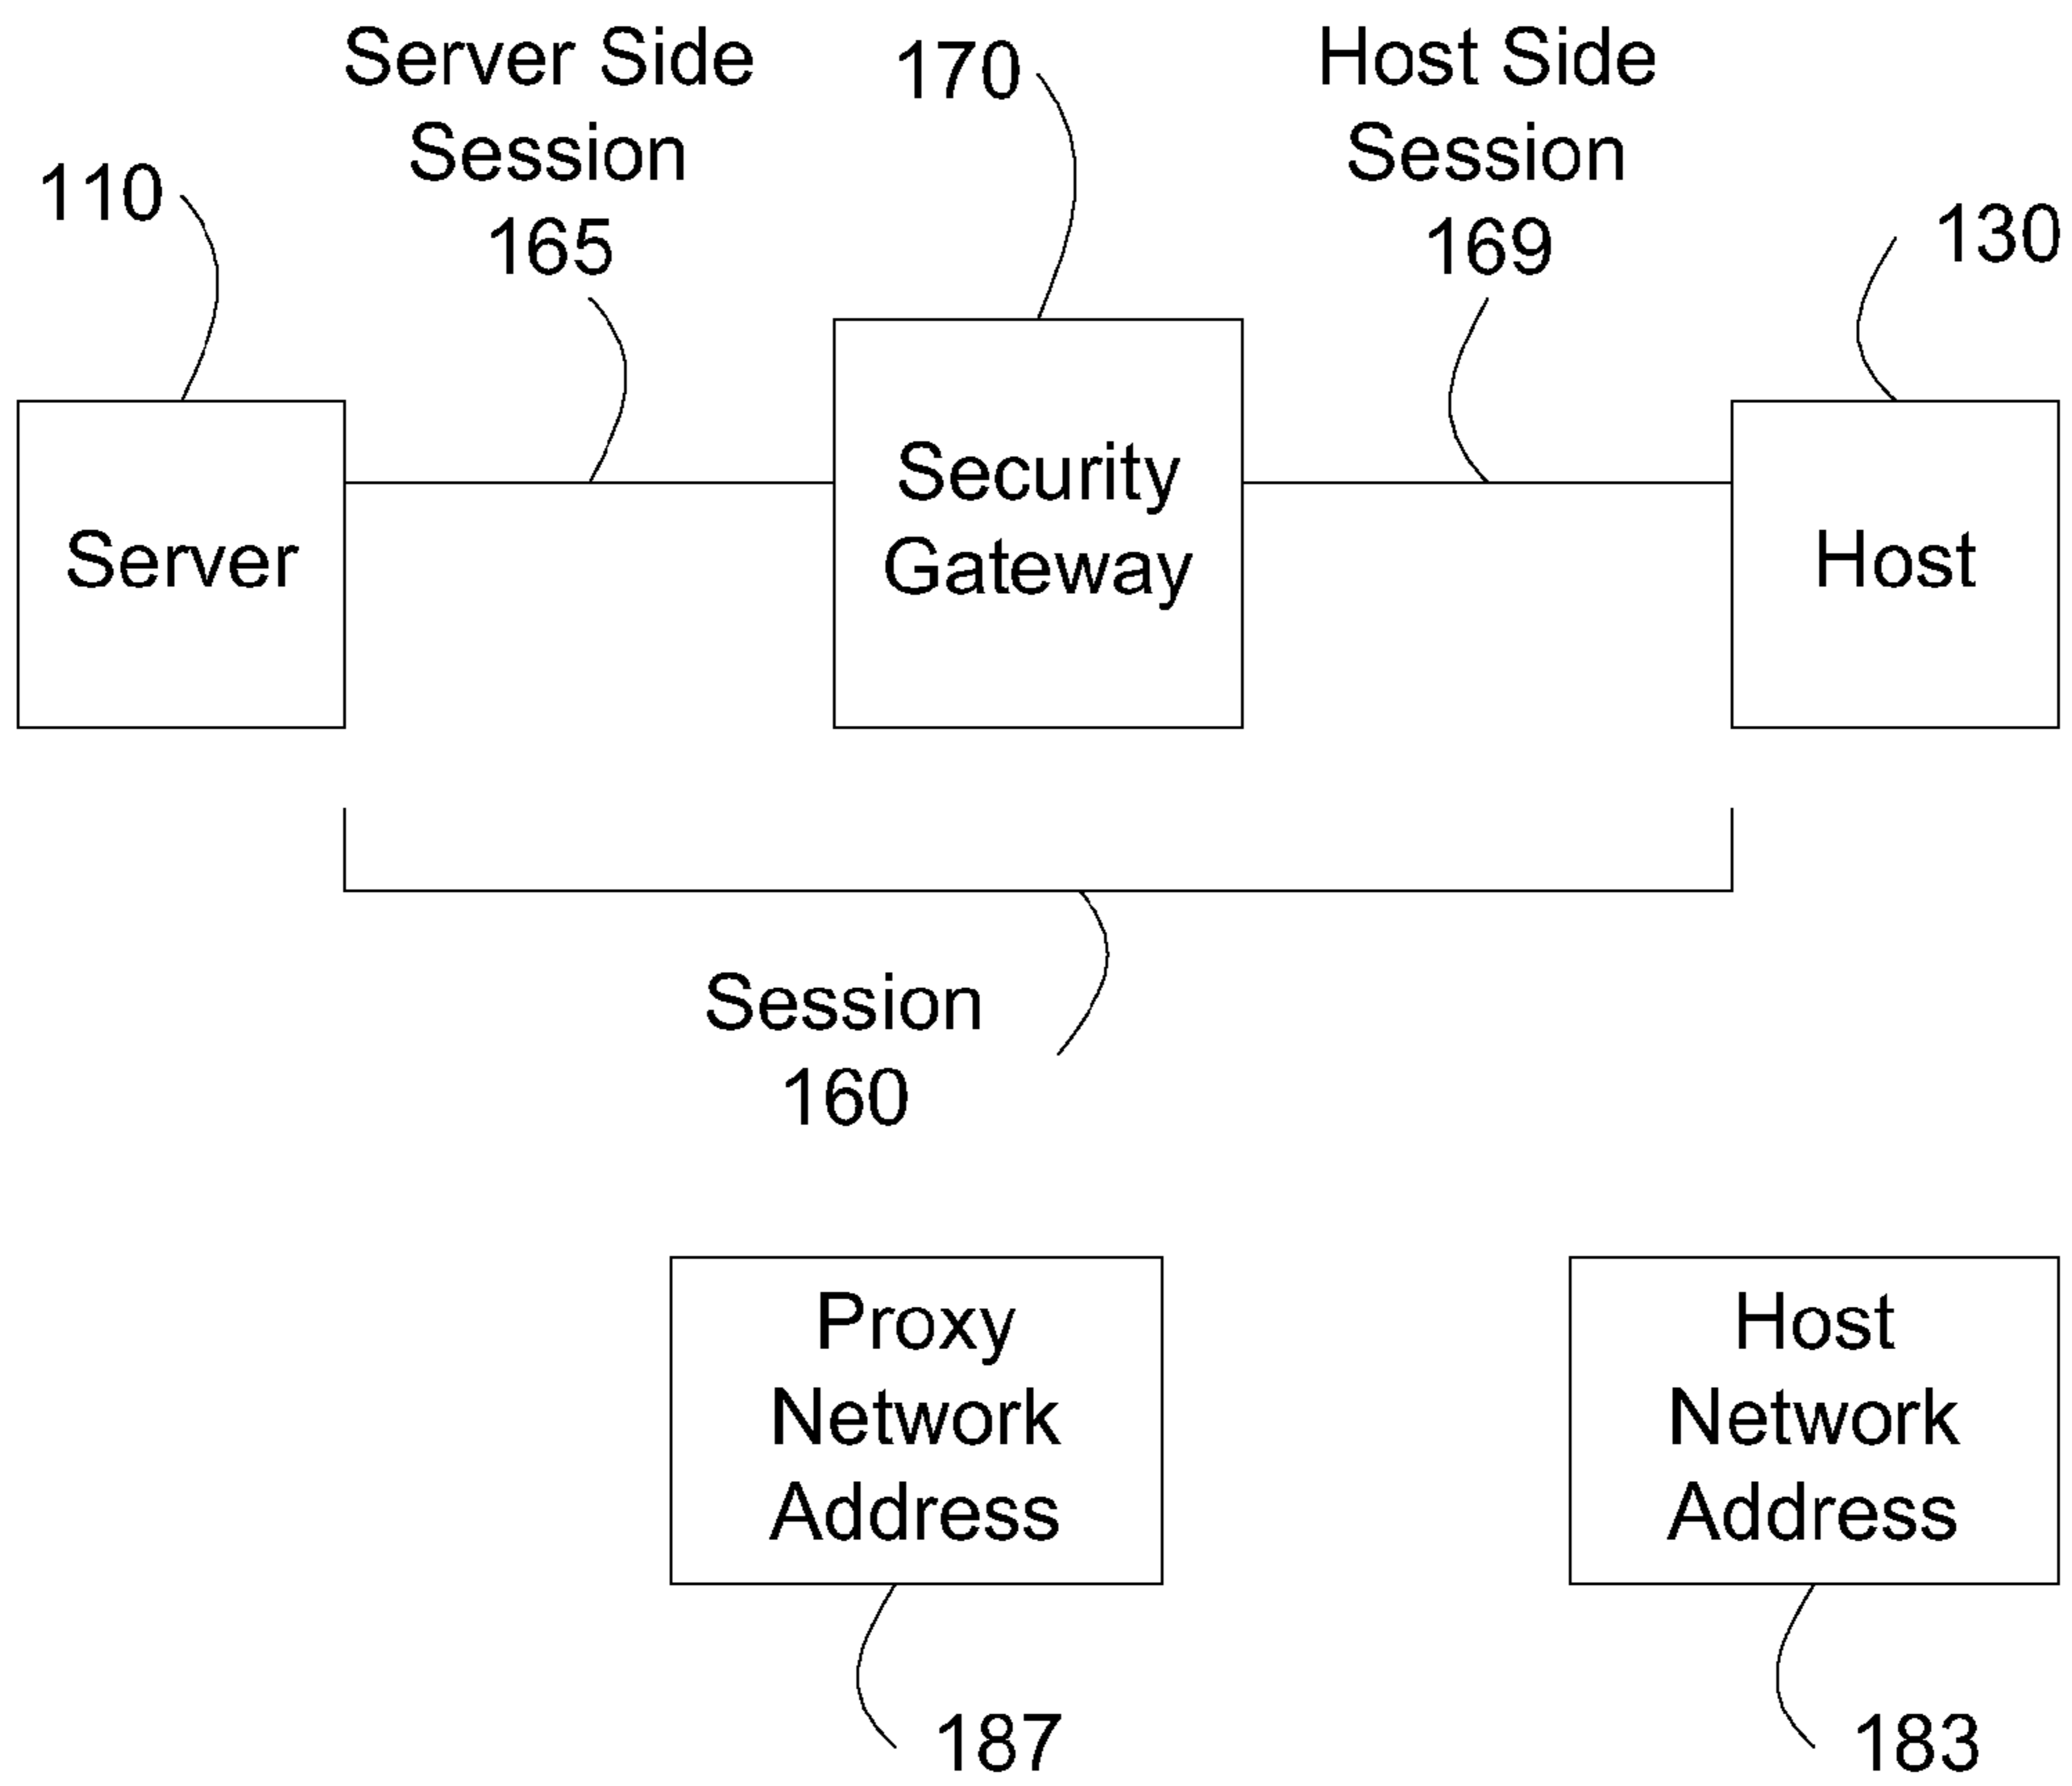 Server Side
Session
165
170
Host Side
Session
169
110
130
Server
Security
Gateway
Host
Session
160
Proxy
Network
Address
Host
Network
Address
187
183